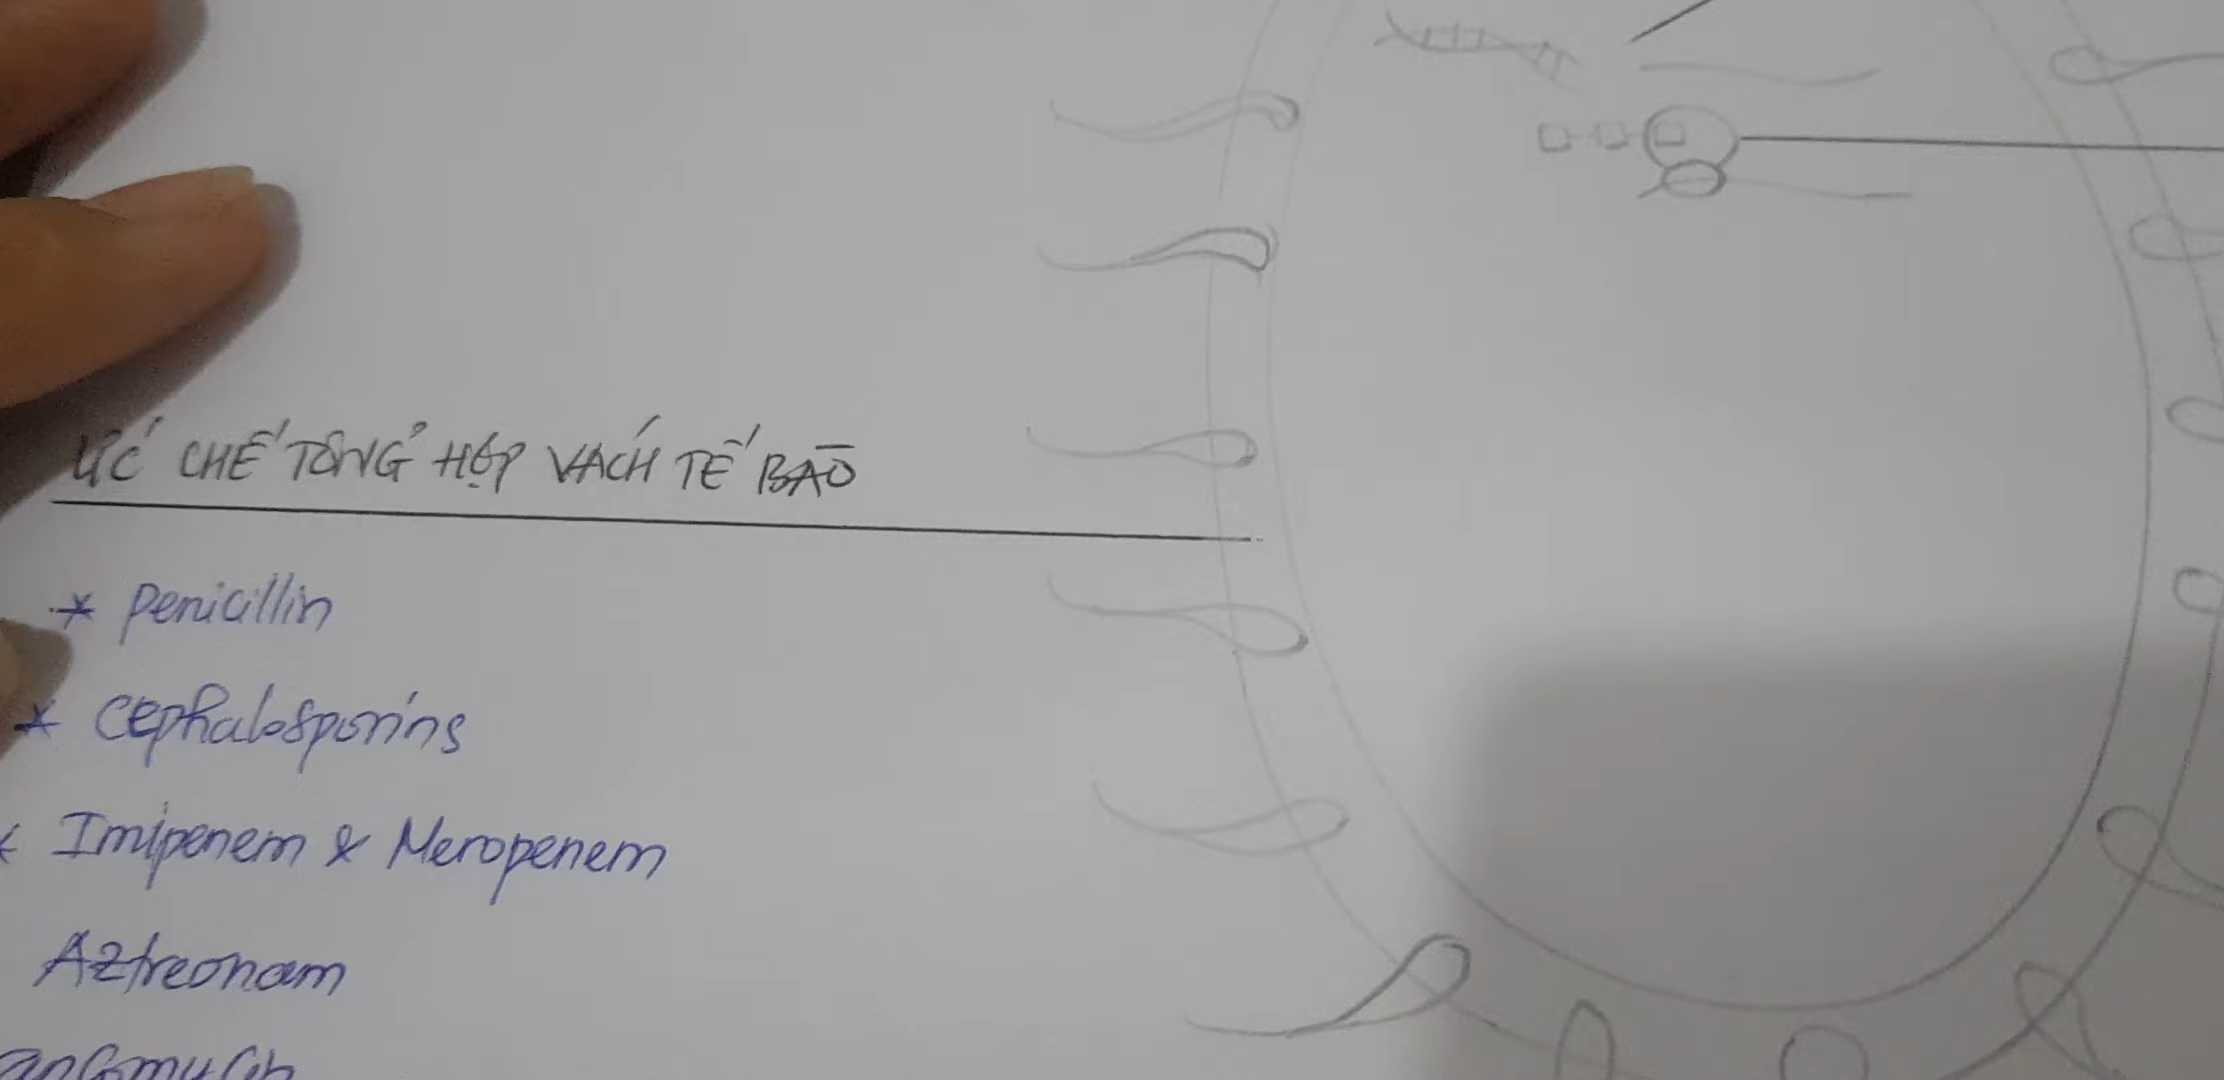 ỨC CHẾ TỔNG HỢP VÁCH TẾ BÀO
* Penicillin
* Cephalosporins
* Imipenem & Meropenem
Aztreonam